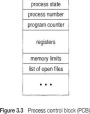 process state
process number
program counter
registers
memory limits
list of open files
• • •
Figure 3.3 Process control block (PCB)